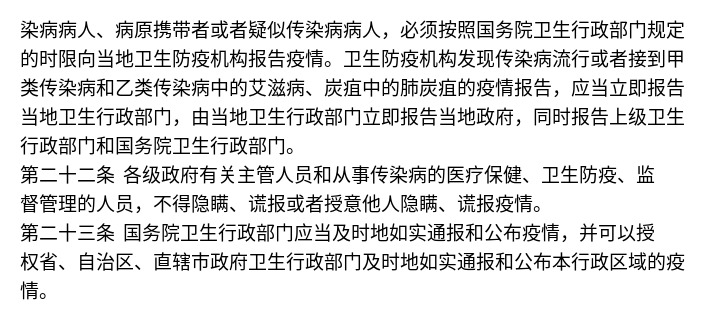 染病病人、病原携带者或者疑似传染病病人，必须按照国务院卫生行政部门规定
的时限向当地卫生防疫机构报告疫情。卫生防疫机构发现传染病流行或者接到甲
类传染病和乙类传染病中的艾滋病、炭疽中的肺炭疽的疫情报告，应当立即报告
当地卫生行政部门，由当地卫生行政部门立即报告当地政府，同时报告上级卫生
行政部门和国务院卫生行政部门。
第二十二条 各级政府有关主管人员和从事传染病的医疗保健、卫生防疫、监
督管理的人员，不得隐瞒、谎报或者授意他人隐瞒、谎报疫情。
第二十三条 国务院卫生行政部门应当及时地如实通报和公布疫情，并可以授
权省、自治区、直辖市政府卫生行政部门及时地如实通报和公布本行政区域的疫
情。